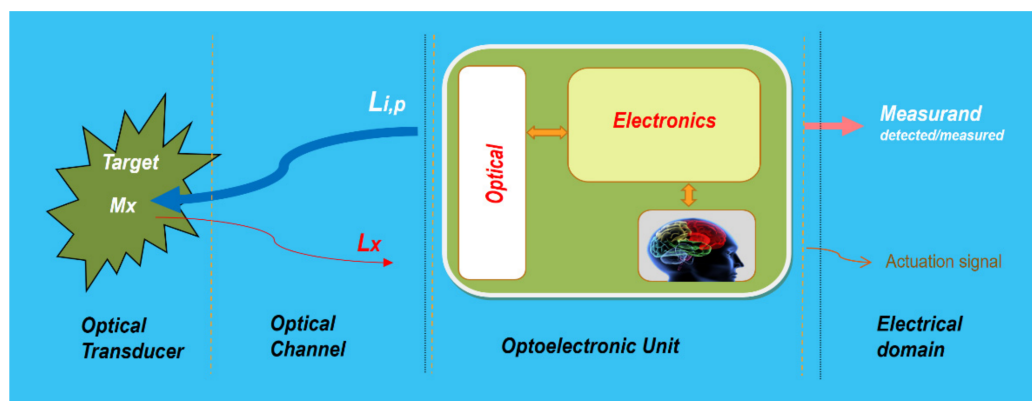 Target
Mx
Li,p
Lx
Optical
Electronics
Measurand
detected/measured
Actuation signal
Optical
Transducer
Optical
Channel
Optoelectronic Unit
Electrical
domain